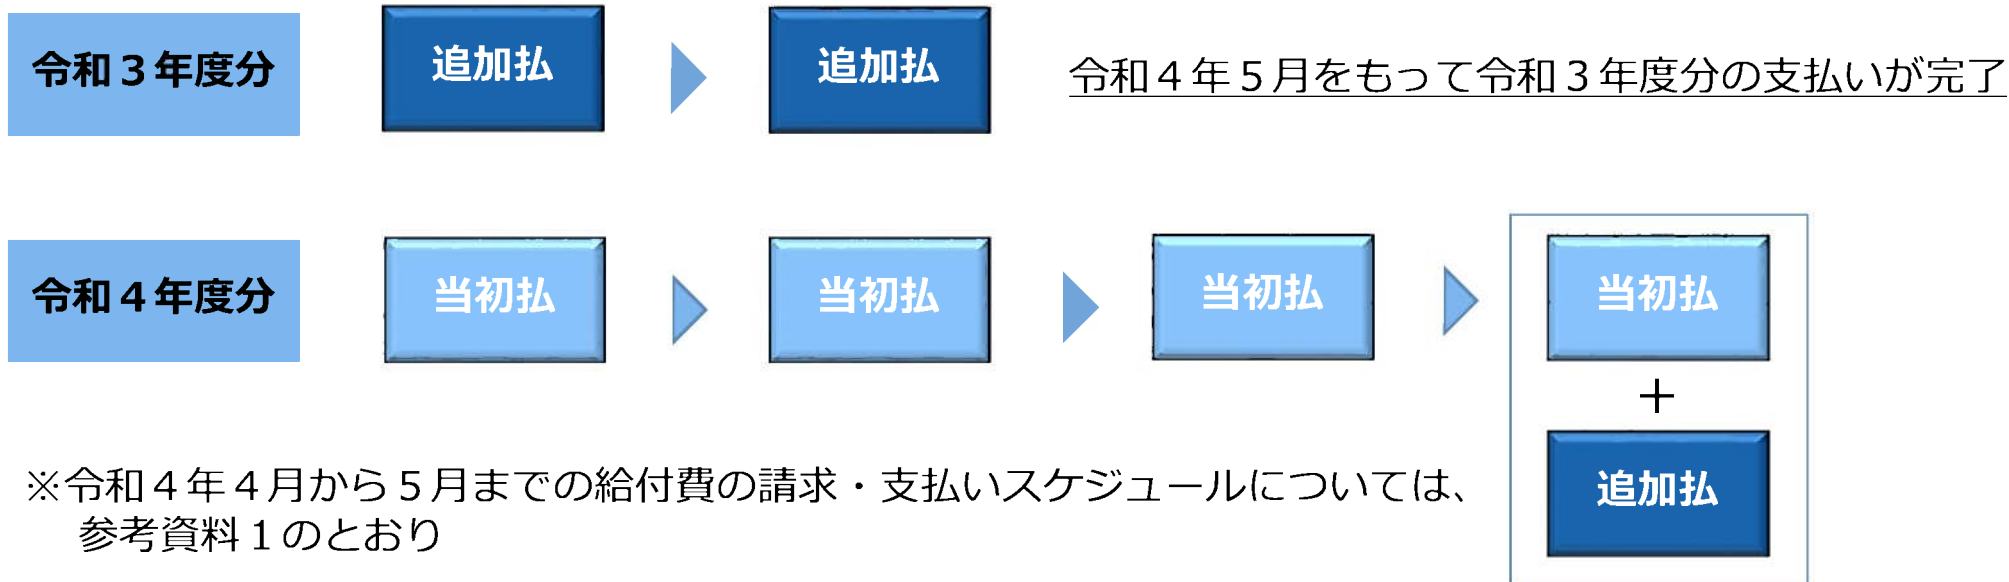 令和３年度分
追加払
追加払
令和４年５月をもって令和３年度分の支払いが完了
令和４年度分
当初払
当初払
当初払
当初払
＋
追加払
※令和４年４月から５月までの給付費の請求・支払いスケジュールについては、
参考資料１のとおり